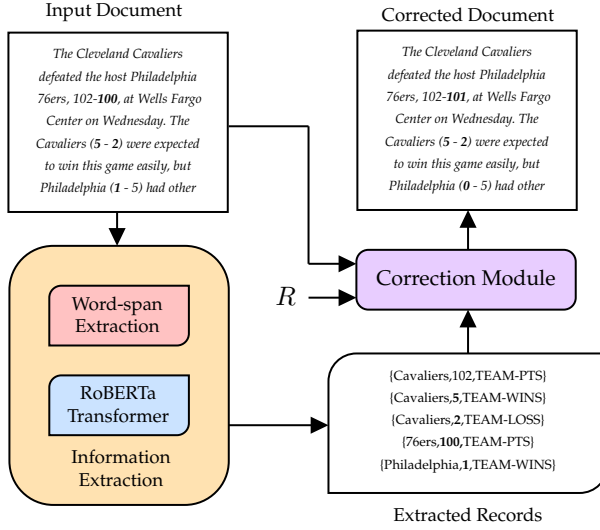 Input Document
The Cleveland Cavaliers
defeated the host Philadelphia
76ers, 102-100, at Wells Fargo
Center on Wednesday. The
Cavaliers (5 - 2) were expected
to win this game easily, but
Philadelphia (1 - 5) had other
Corrected Document
The Cleveland Cavaliers
defeated the host Philadelphia
76ers, 102-101, at Wells Fargo
Center on Wednesday. The
Cavaliers (5 - 2) were expected
to win this game easily, but
Philadelphia (0 - 5) had other
Word-span
Extraction
RoBERTa
Transformer
Information
Extraction
R
Correction Module
{Cavaliers,102,TEAM-PTS}
{Cavaliers,5,TEAM-WINS}
{Cavaliers,2,TEAM-LOSS}
{76ers,100,TEAM-PTS}
{Philadelphia,1,TEAM-WINS}
Extracted Records